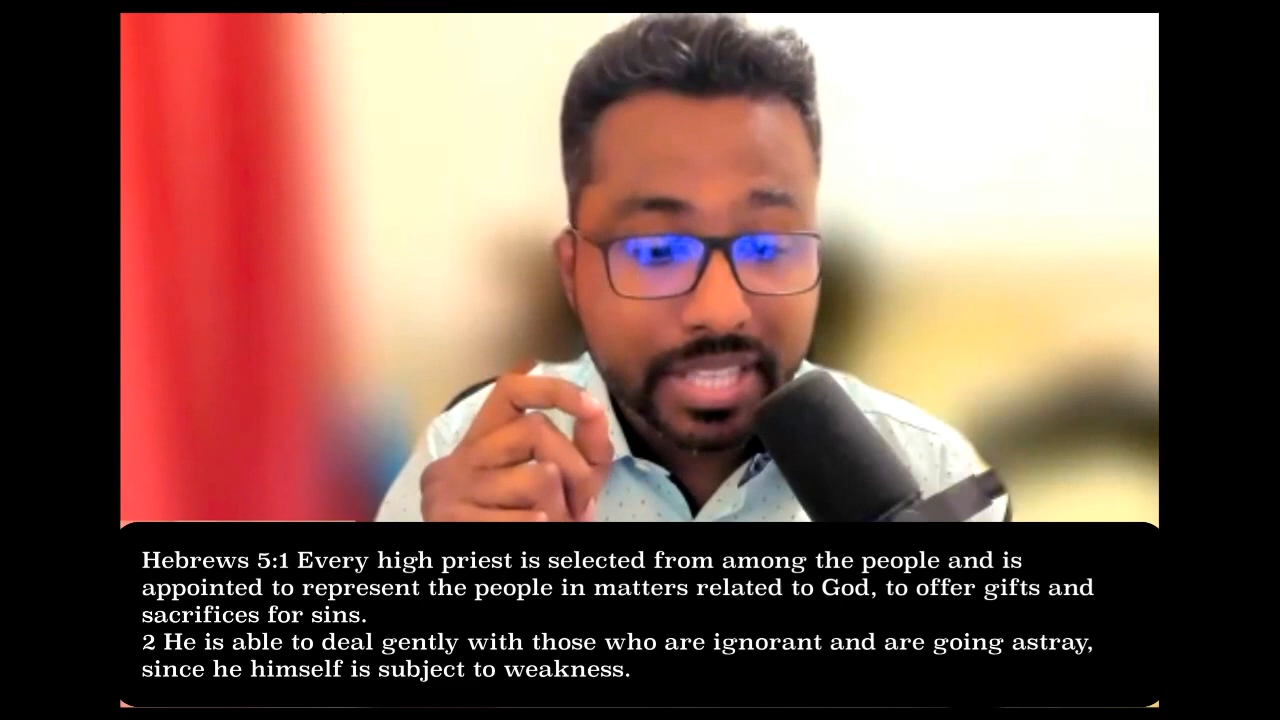 Hebrews 5:1 Every high priest is selected from among the people and is
appointed to represent the people in matters related to God, to offer gifts and
sacrifices for sins.
2 He is able to deal gently with those who are ignorant and are going astray,
since he himself is subject to weakness.